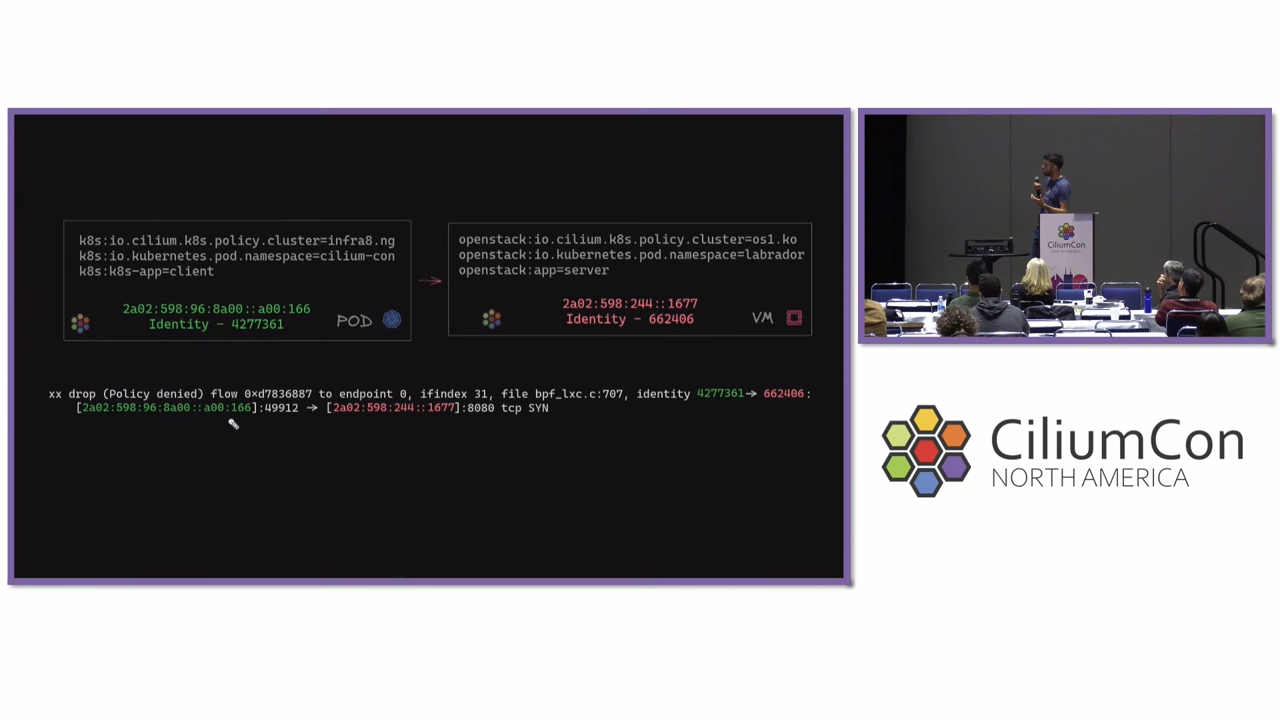 k8s:io.cilium.k8s.policy.cluster=infra8.ng
k8s:io.kubernetes.pod.namespace=cilium-con
k8s:k8s-app=client
2a02:598:96:8a00::a00:166
Identity - 4277361
POD
openstack:io.cilium.k8s.policy.cluster=os1.ko
openstack:io.kubernetes.pod.namespace=labrador
openstack:app=server
2a02:598:244::1677
Identity - 662406
VM
xx drop (Policy denied) flow 0xd7836887 to endpoint 0, ifindex 31, file bpf_lxc.c:707, identity 4277361→ 662406:
[2a02:598:96:8a00::a00:166]:49912 → [2a02:598:244::1677]:8080 tcp SYN
CiliumCon
CiliumCon
NORTH AMERICA